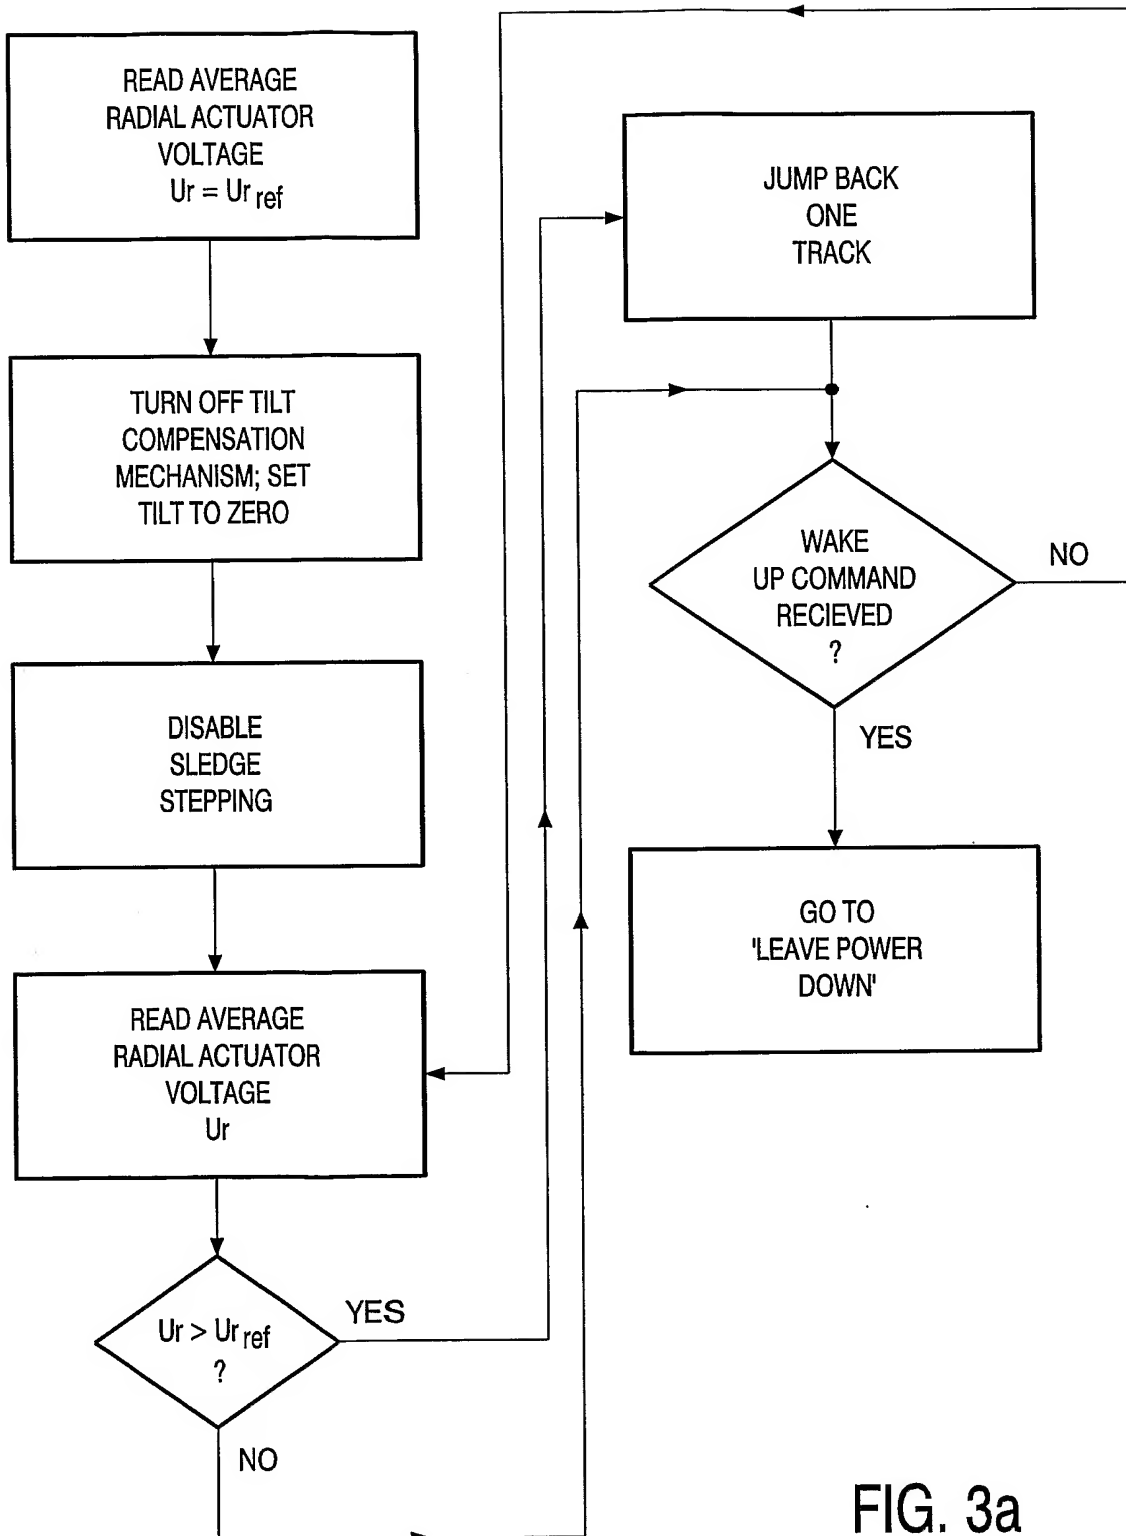 READ AVERAGE
RADIAL ACTUATOR
VOLTAGE
Ur = Ur ref
TURN OFF TILT
COMPENSATION
MECHANISM; SET
TILT TO ZERO
DISABLE
SLEDGE
STEPPING
READ AVERAGE
RADIAL ACTUATOR
VOLTAGE
Ur
Ur > Ur ref
?
YES
NO
JUMP BACK
ONE
TRACK
WAKE
UP COMMAND
RECIEVED
?
NO
YES
GO TO
'LEAVE POWER
DOWN'
FIG. 3a